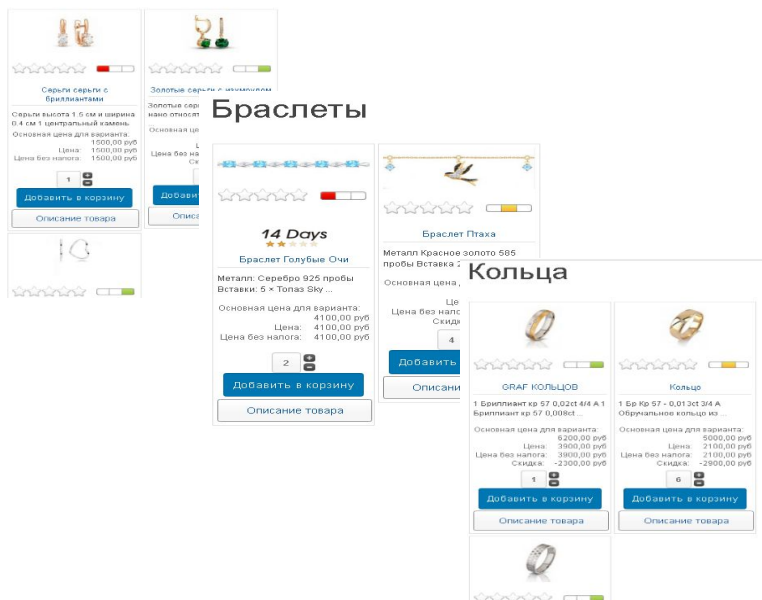 Серьги серьги с
бриллиантами
Серьги высота 1.5 см и ширина
0.4 см 1 центральный камень
Основная цена для варианта:
1500,00 руб
Цена: 1500,00 руб
Цена без налога: 1500,00 руб
1
Добавить в корзину
Описание товара
Золотые серьги с изумрудом
Золотые сер
нано относят
Основная це
Цена без на
Ск
Добави
Описа
Браслеты
14 Days
Браслет Голубые Очи
Металл: Серебро 925 пробы
Вставки: 5 × Топаз Sky ...
Основная цена для варианта:
4100,00 руб
Цена: 4100,00 руб
Цена без налога: 4100,00 руб
2
Добавить в корзину
Описание товара
Браслет Птаха
Металл Красное золото 585
пробы Вставка 2
Основная цена
Це
Цена без нало
Скид
4
Добавить
Описани
Кольца
GRAF КОЛЬЦОВ
1 Бриллиант кр 57 0,02ct 4/4 А 1
Бриллиант кр 57 0,008ct ...
Основная цена для варианта:
6200,00 руб
Цена: 3900,00 руб
Цена без налога: 3900,00 руб
Скидка: -2300,00 руб
1
Добавить в корзину
Описание товара
Кольцо
1 Бр Кр 57 - 0,013ct 3/4 А
Обручальное кольцо из ...
Основная цена для варианта:
5000,00 руб
Цена: 2100,00 руб
Цена без налога: 2100,00 руб
Скидка: -2900,00 руб
6
Добавить в корзину
Описание товара